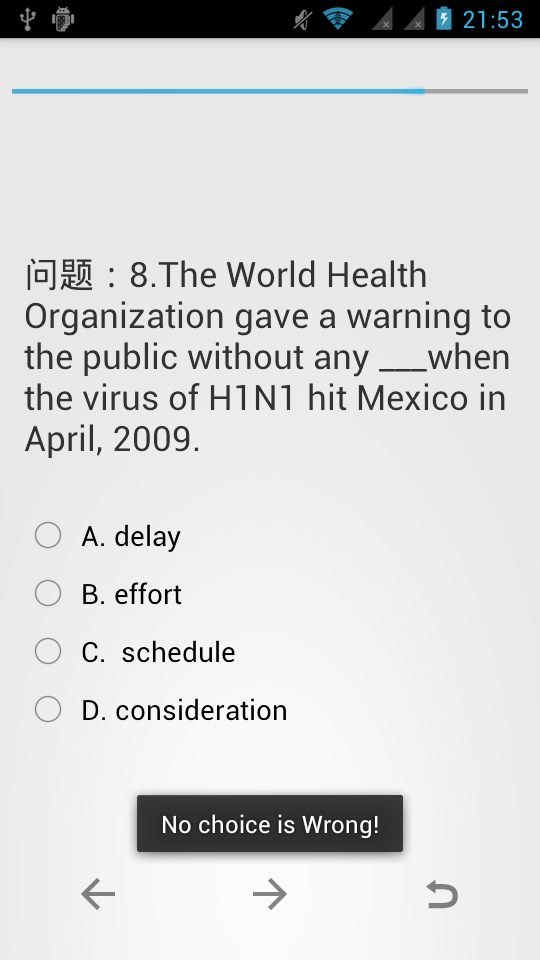 21:53
问题：8.The World Health
Organization gave a warning to
the public without any ___when
the virus of H1N1 hit Mexico in
April, 2009.
A. delay
B. effort
C.  schedule
D. consideration
No choice is Wrong!